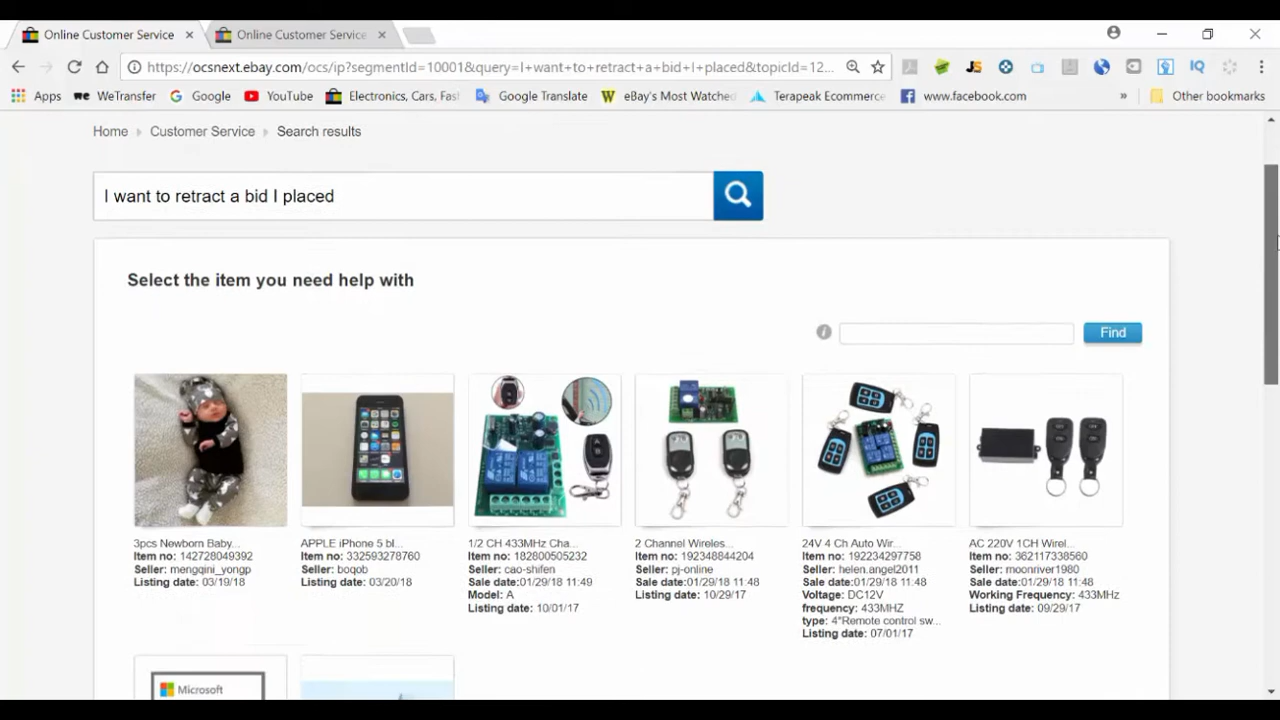 Online Customer Service
Online Customer Service
https://ocsnext.ebay.com/ocs/ip?segmentId=10001&query=I+want+to+retract+a+bid+I+placed&topicId=12...
Apps
WeTransfer
Google
YouTube
Electronics, Cars, Fas
Google Translate
eBay's Most Watched
Terapeak Ecommerce
www.facebook.com
»
Other bookmarks
Home
Customer Service
Search results
I want to retract a bid I placed
Select the item you need help with
Find
3pcs Newborn Baby...
Item no: 142728049392
Seller: mengqini_yongp
Listing date: 03/19/18
APPLE iPhone 5 bl...
Item no: 332593278760
Seller: boqob
Listing date: 03/20/18
1/2 CH 433MHz Cha...
Item no: 182800505232
Seller: cao-shifen
Sale date:01/29/18 11:49
Model: A
Listing date: 10/01/17
2 Channel Wireles...
Item no: 192348844204
Seller: pj-online
Sale date:01/29/18 11:48
Listing date: 10/29/17
24V 4 Ch Auto Wir...
Item no: 192234297758
Seller: helen.angel2011
Sale date:01/29/18 11:48
Voltage: DC12V
frequency: 433MHZ
type: 4*Remote control sw...
Listing date: 07/01/17
AC 220V 1CH Wirel...
Item no: 362117338560
Seller: moonriver1980
Sale date:01/29/18 11:48
Working Frequency: 433MHz
Listing date: 09/29/17
Microsoft